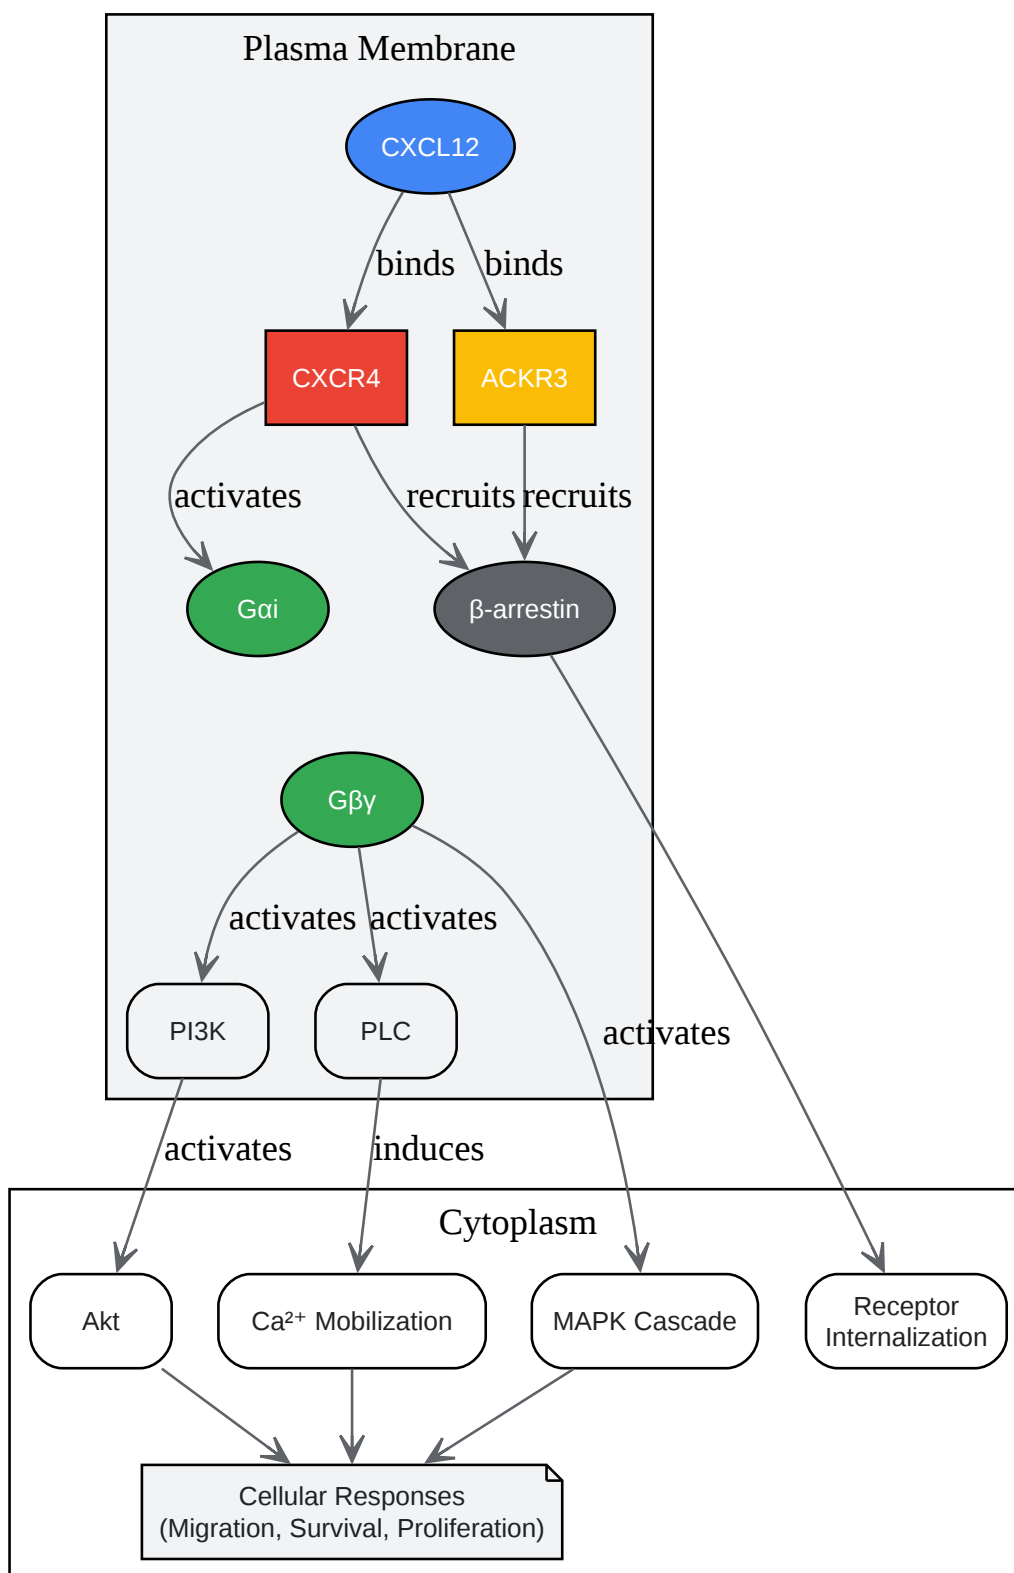 Plasma Membrane
CXCL12
binds
binds
CXCR4
ACKR3
activates
recruits
recruits
Gαi
β-arrestin
Gβγ
activates
activates
PI3K
PLC
activates
activates
induces
Cytoplasm
Akt
Ca²⁺ Mobilization
MAPK Cascade
Receptor
Internalization
Cellular Responses
(Migration, Survival, Proliferation)